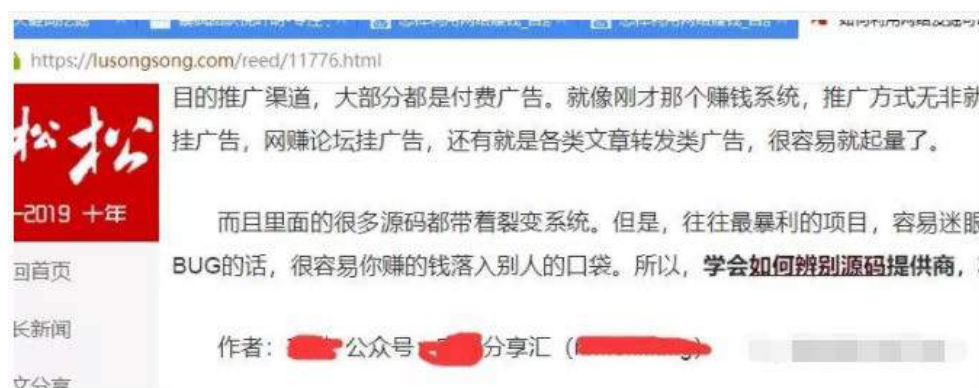 https://lusongsong.com/reed/11776.html
目的推广渠道，大部分都是付费广告。就像刚才那个赚钱系统，推广方式无非就
挂广告，网赚论坛挂广告，还有就是各类文章转发类广告，很容易就起量了。
松松
-2019 十年
而且里面的很多源码都带着裂变系统。但是，往往最暴利的项目，容易迷眼
BUG的话，很容易你赚的钱落入别人的口袋。所以，学会如何辨别源码提供商，
回首页
长新闻
作者： 公众号 分享汇（
文分享